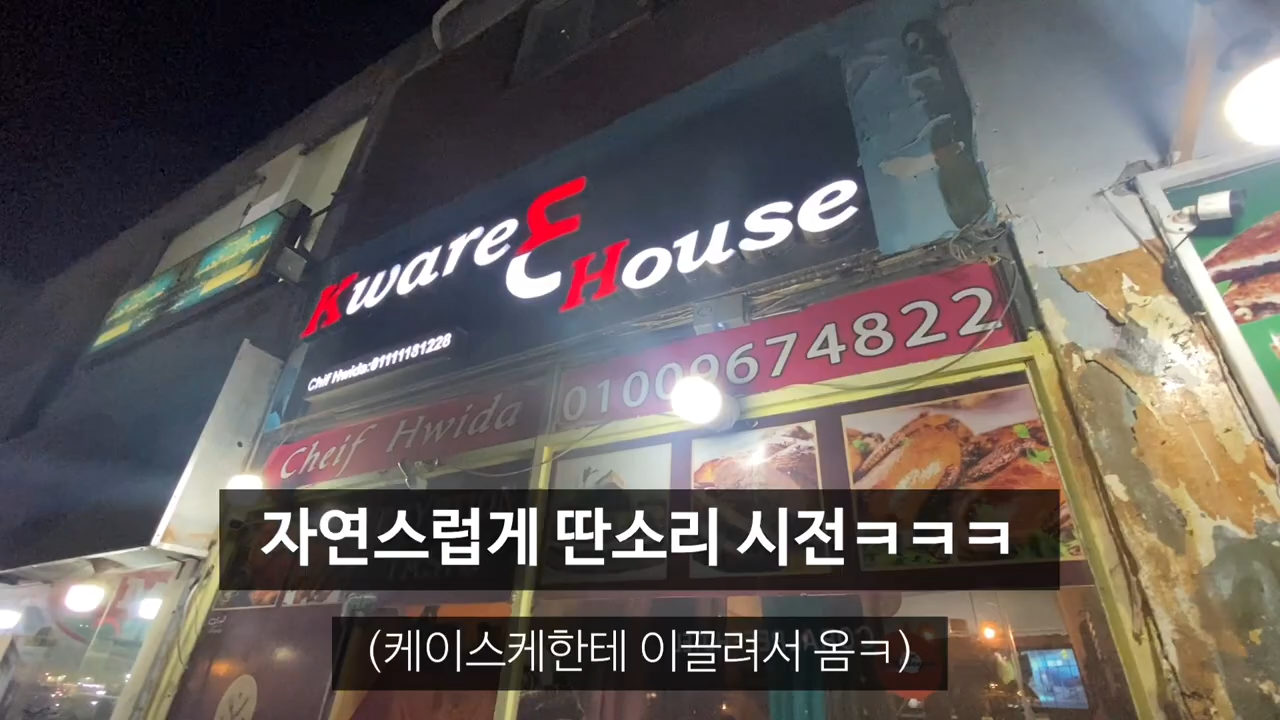 Kware House
Chif Hwida:01111181228
Cheif Hwida
01009674822
자연스럽게 딴소리 시전ㅋㅋㅋ
(케이스케한테 이끌려서 옴ㅋ)